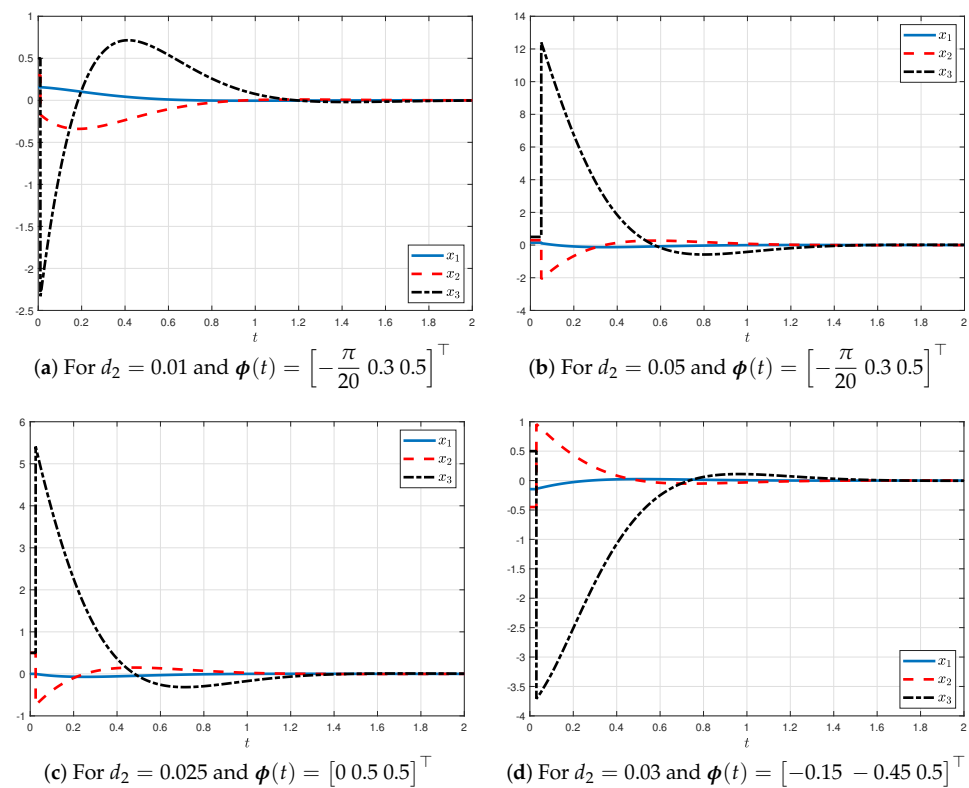 1
0.5
0
-0.5
-1
-1.5
-2
-2.5
0 0.2 0.4 0.6 0.8 1 1.2 1.4 1.6 1.8 2
t
x₁
x₂
x₃
(a) For d₂ = 0.01 and ϕ(t) = [−π/20 0.3 0.5]⊤
14
12
10
8
6
4
2
0
-2
-4
0 0.2 0.4 0.6 0.8 1 1.2 1.4 1.6 1.8 2
t
x₁
x₂
x₃
(b) For d₂ = 0.05 and ϕ(t) = [−π/20 0.3 0.5]⊤
6
5
4
3
2
1
0
-1
0 0.2 0.4 0.6 0.8 1 1.2 1.4 1.6 1.8 2
t
x₁
x₂
x₃
(c) For d₂ = 0.025 and ϕ(t) = [0 0.5 0.5]⊤
1
0.5
0
-0.5
-1
-1.5
-2
-2.5
-3
-3.5
-4
0 0.2 0.4 0.6 0.8 1 1.2 1.4 1.6 1.8 2
t
x₁
x₂
x₃
(d) For d₂ = 0.03 and ϕ(t) = [−0.15 −0.45 0.5]⊤